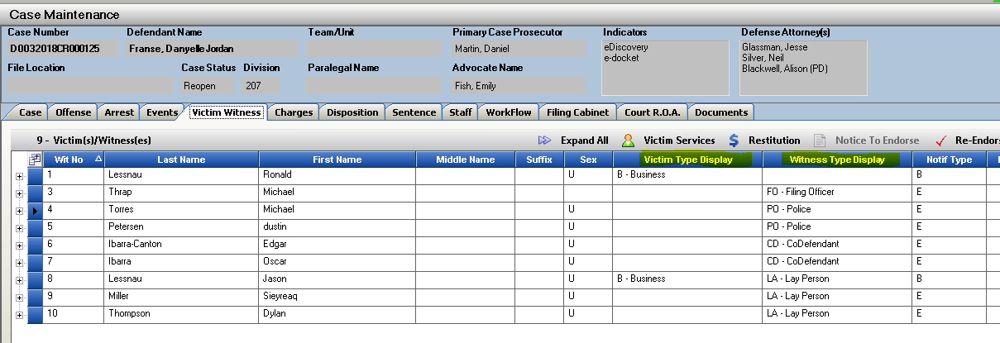 Case Maintenance
Case Number Defendant Name Team/Unit Primary Case Prosecutor Indicators Defense Attorney(s)
D0032018CR000125 Franse, Danyelle Jordan Martin, Daniel eDiscovery Glassman, Jesse
e-docket Silver, Neil
File Location Case Status Division Paralegal Name Advocate Name Blackwell, Alison (PD)
Reopen 207 Fish, Emily
Case Offense Arrest Events Victim Witness Charges Disposition Sentence Staff WorkFlow Filing Cabinet Court R.O.A. Documents
9 - Victim(s)/Witness(es) Expand All Victim Services $ Restitution Notice To Endorse Re-Endors
Wit No Last Name First Name Middle Name Suffix Sex Victim Type Display Witness Type Display Notif Type
1 Lessnau Ronald U B - Business B
3 Thrap Michael FO - Filing Officer E
4 Torres Michael U PO - Police E
5 Petersen dustin U PO - Police E
6 Ibarra-Canton Edgar U CD - CoDefendant E
7 Ibarra Oscar U CD - CoDefendant E
8 Lessnau Jason U B - Business LA - Lay Person B
9 Miller Sieyreaq U LA - Lay Person E
10 Thompson Dylan U LA - Lay Person E